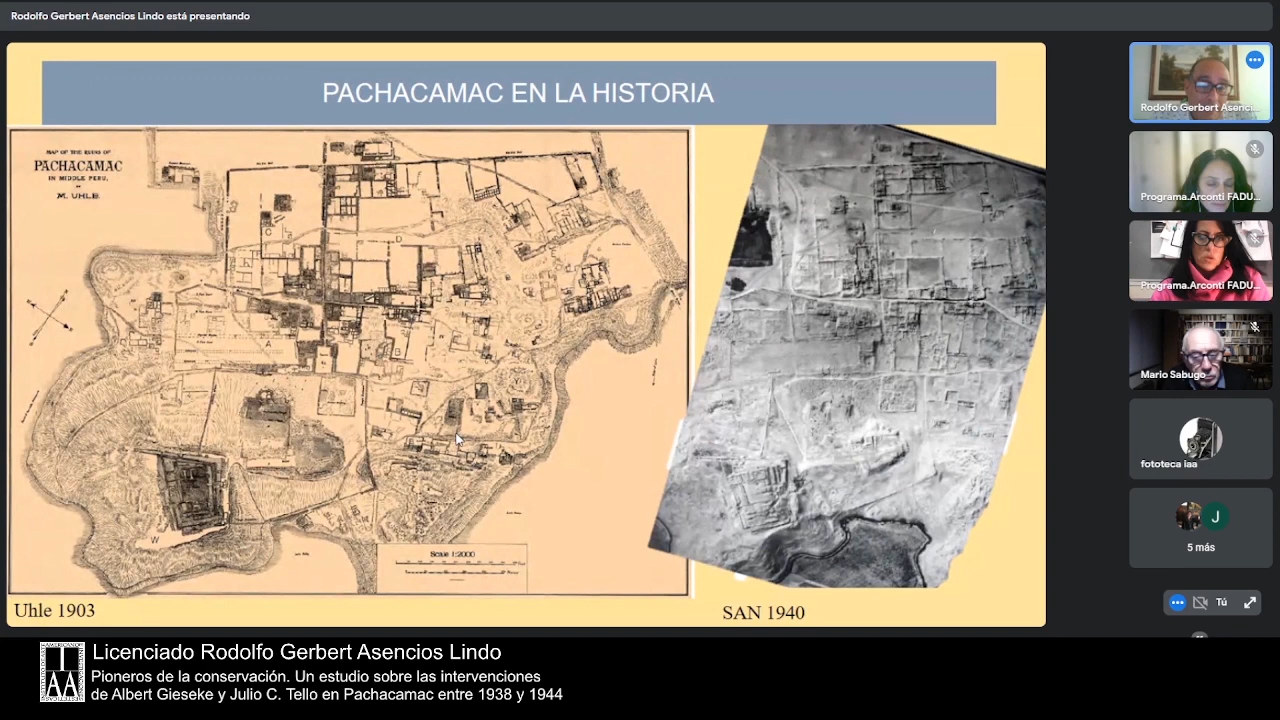 Rodolfo Gerbert Asencios Lindo está presentando
PACHACAMAC EN LA HISTORIA
MAP OF THE RUINS OF
PACHACAMAC
IN MIDDLE PERU,
M. UHLE.
A
B
C
D
W
Scale 1:2000
Uhle 1903
SAN 1940
Rodolfo Gerbert Asenci...
Programa.Arconti FADU...
Programa.Arconti FADU...
Mario Sabugo
fototeca iaa
J
5 más
Tú
IAA
Licenciado Rodolfo Gerbert Asencios Lindo
Pioneros de la conservación. Un estudio sobre las intervenciones
de Albert Gieseke y Julio C. Tello en Pachacamac entre 1938 y 1944